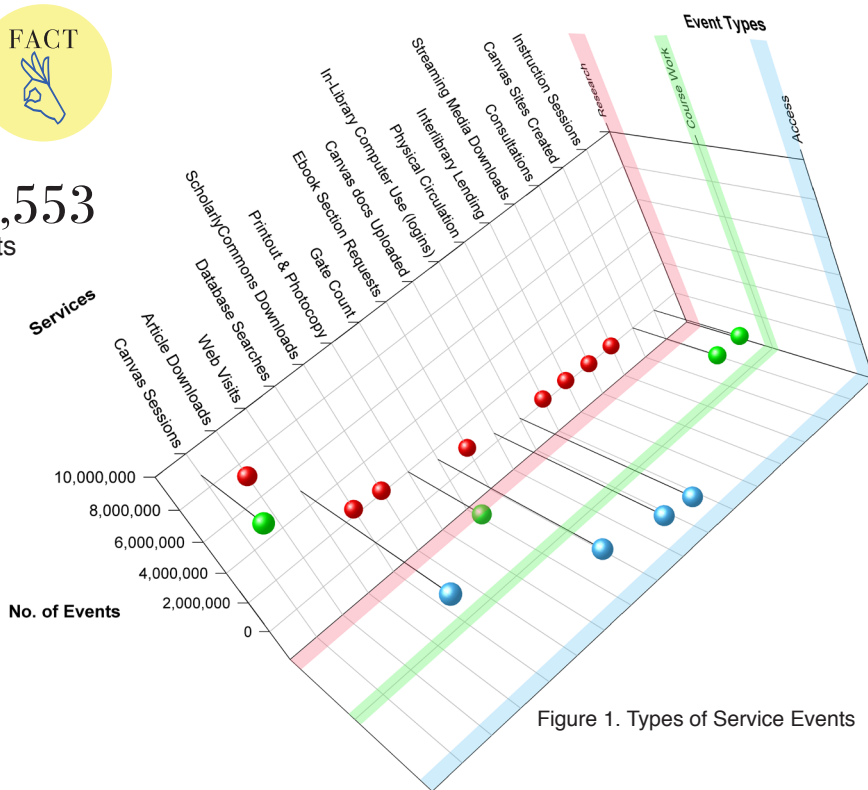 FACT
,553
ts
Event Types
Research
Course Work
Access
Services
Canvas Sessions
Article Downloads
Web Visits
Database Searches
ScholarlyCommons Downloads
Printout & Photocopy
Gate Count
Ebook Section Requests
Canvas docs Uploaded
In-Library Computer Use (logins)
Physical Circulation
Interlibrary Lending
Streaming Media Downloads
Consultations
Canvas Sites Created
Instruction Sessions
10,000,000
8,000,000
6,000,000
4,000,000
2,000,000
0
No. of Events
Figure 1. Types of Service Events